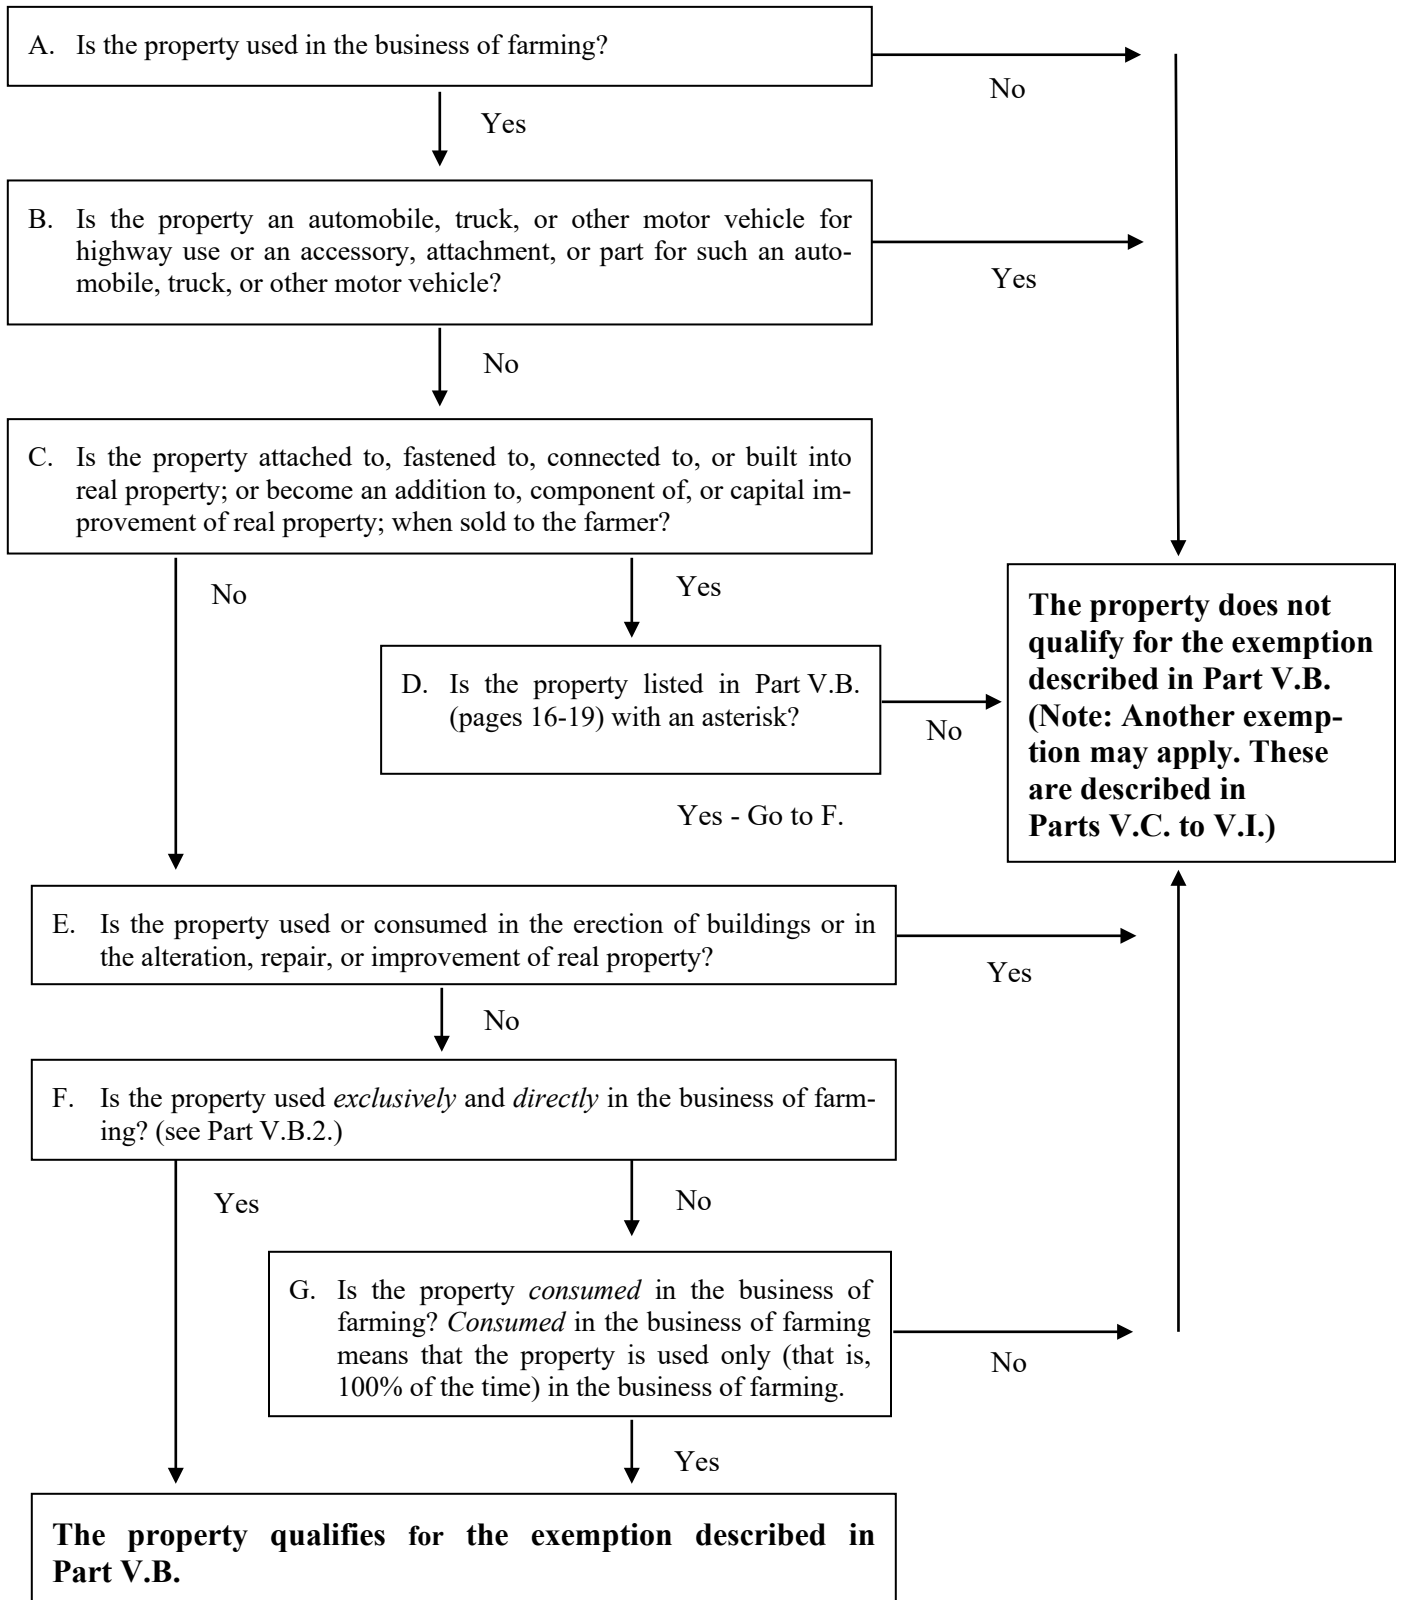 A. Is the property used in the business of farming?
No
Yes
B. Is the property an automobile, truck, or other motor vehicle for
highway use or an accessory, attachment, or part for such an auto-
mobile, truck, or other motor vehicle?
Yes
No
C. Is the property attached to, fastened to, connected to, or built into
real property; or become an addition to, component of, or capital im-
provement of real property; when sold to the farmer?
No
Yes
D. Is the property listed in Part V.B.
(pages 16-19) with an asterisk?
No
Yes - Go to F.
The property does not
qualify for the exemption
described in Part V.B.
(Note: Another exemp-
tion may apply. These
are described in
Parts V.C. to V.I.)
E. Is the property used or consumed in the erection of buildings or in
the alteration, repair, or improvement of real property?
Yes
No
F. Is the property used exclusively and directly in the business of farm-
ing? (see Part V.B.2.)
Yes
No
G. Is the property consumed in the business of
farming? Consumed in the business of farming
means that the property is used only (that is,
100% of the time) in the business of farming.
No
Yes
The property qualifies for the exemption described in
Part V.B.